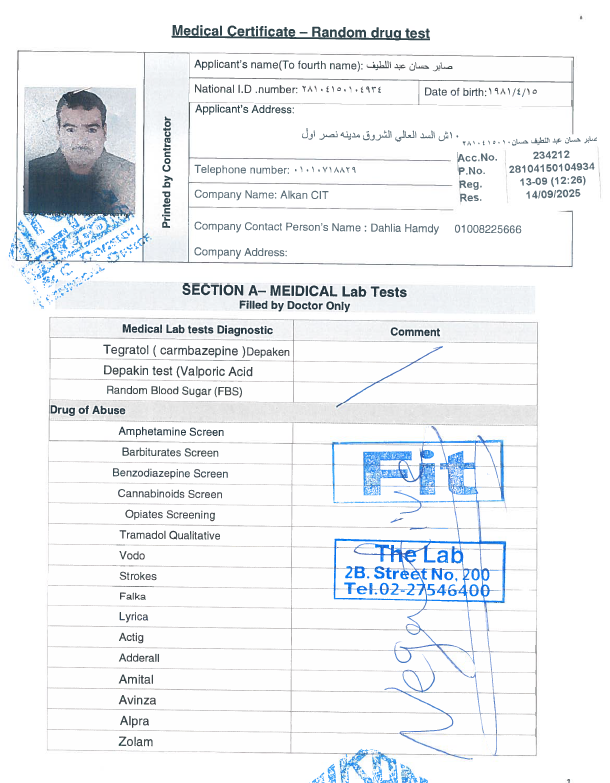 Medical Certificate – Random drug test
Printed by Contractor
Applicant's name(To fourth name): صابر حسان عبد اللطيف
National I.D .number: ٢٨١٠٤١٥٠١٠٤٩٣٤
Date of birth:١٩٨١/٤/١٥
Applicant's Address:
١٠ش السد العالي الشروق مدينه نصر اول
صابر حسان عبد اللطيف حسان
Acc.No. 234212
P.No. 28104150104934
Reg. 13-09 (12:26)
Res. 14/09/2025
Telephone number: ٠١٠١٠٧١٨٨٢٩
Company Name: Alkan CIT
Company Contact Person's Name : Dahlia Hamdy 01008225666
Company Address:
SECTION A– MEIDICAL Lab Tests
Filled by Doctor Only
Medical Lab tests Diagnostic Comment
Tegratol ( carmbazepine )Depaken
Depakin test (Valporic Acid
Random Blood Sugar (FBS)
Drug of Abuse
Amphetamine Screen
Barbiturates Screen
Benzodiazepine Screen
Cannabinoids Screen
Opiates Screening
Tramadol Qualitative
Vodo
Strokes
Falka
Lyrica
Actig
Adderall
Amital
Avinza
Alpra
Zolam
Fit
The Lab
2B. Street No. 200
Tel.02-27546400
Negative